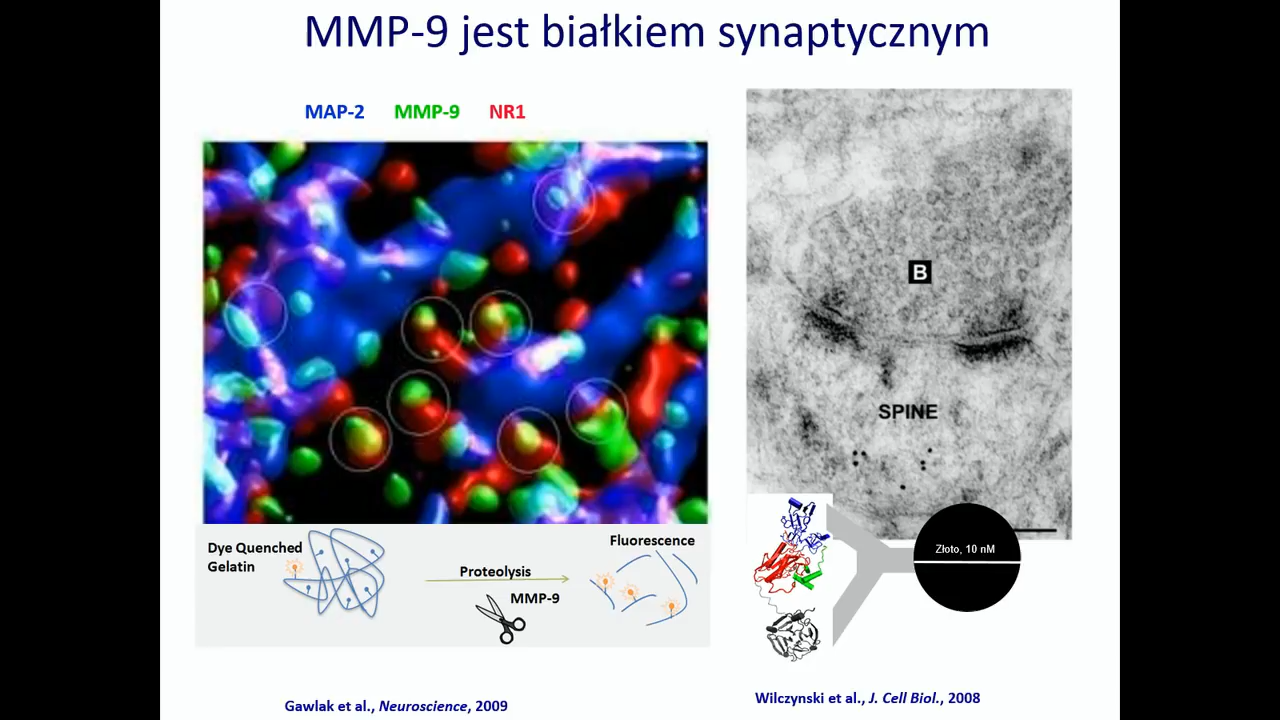 MMP-9 jest białkiem synaptycznym
MAP-2 MMP-9 NR1
B
SPINE
Dye Quenched
Gelatin
Proteolysis
MMP-9
Fluorescence
Złoto, 10 nM
Gawlak et al., Neuroscience, 2009
Wilczynski et al., J. Cell Biol., 2008